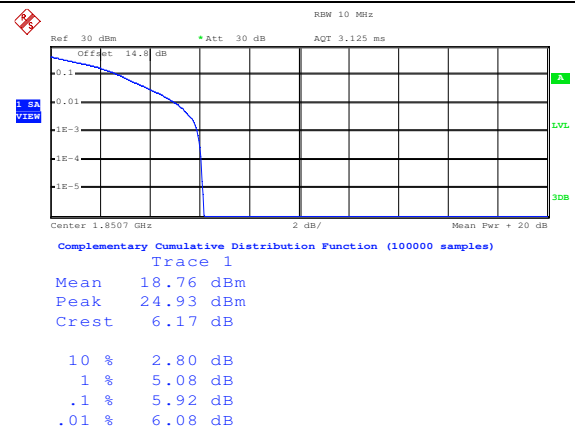 RBW 10 MHz
Ref 30 dBm *Att 30 dB AQT 3.125 ms
Offset 14.8 dB
0.1
A
0.01
1 SA
VIEW
1E-3
LVL
1E-4
1E-5
3DB
Center 1.8507 GHz 2 dB/ Mean Pwr + 20 dB
Complementary Cumulative Distribution Function (100000 samples)
Trace 1
Mean 18.76 dBm
Peak 24.93 dBm
Crest 6.17 dB
10 % 2.80 dB
1 % 5.08 dB
.1 % 5.92 dB
.01 % 6.08 dB